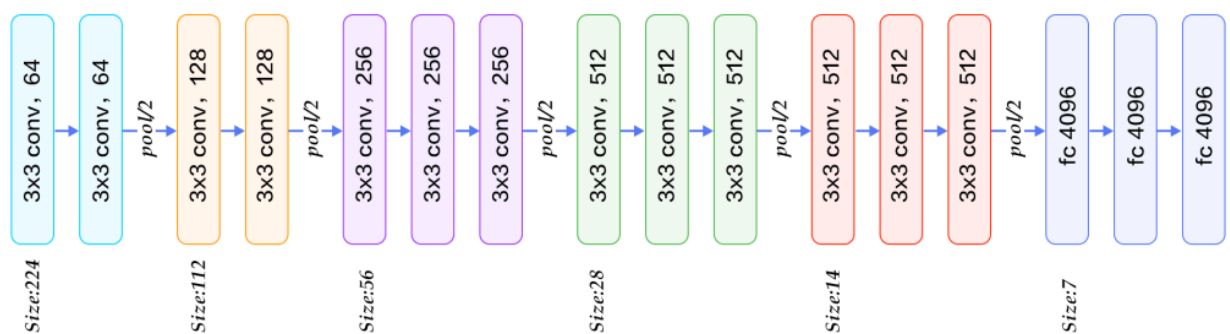 3x3 conv, 64
3x3 conv, 64
pool/2
3x3 conv, 128
3x3 conv, 128
pool/2
3x3 conv, 256
3x3 conv, 256
3x3 conv, 256
pool/2
3x3 conv, 512
3x3 conv, 512
3x3 conv, 512
pool/2
3x3 conv, 512
3x3 conv, 512
3x3 conv, 512
pool/2
fc 4096
fc 4096
fc 4096
Size:224
Size:112
Size:56
Size:28
Size:14
Size:7